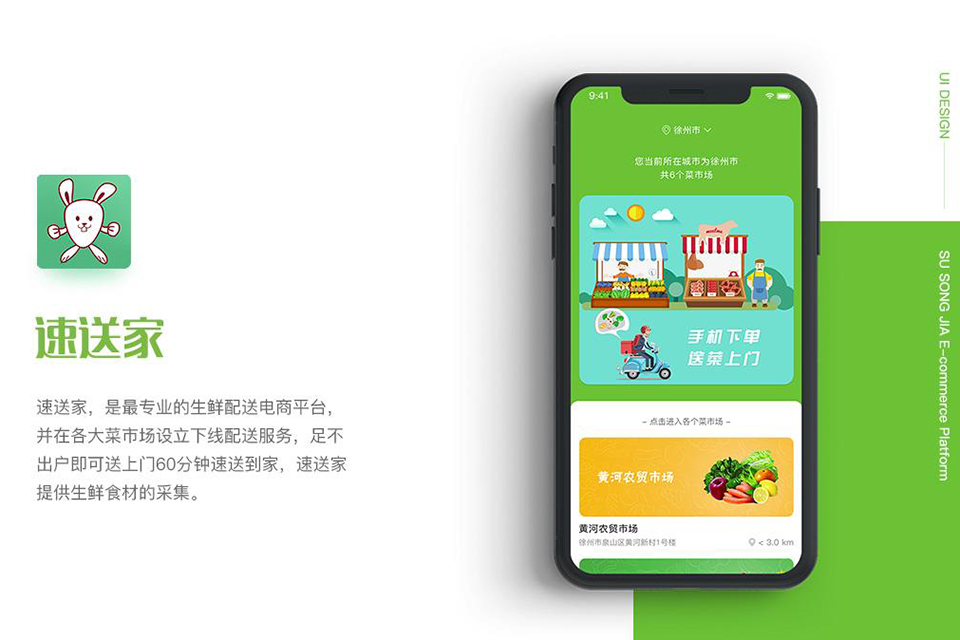 速送家
速送家，是最专业的生鲜配送电商平台，
并在各大菜市场设立下线配送服务，足不
出户即可送上门60分钟速送到家，速送家
提供生鲜食材的采集。
9:41
徐州市
您当前所在城市为徐州市
共6个菜市场
手机下单
送菜上门
– 点击进入各个菜市场 –
黄河农贸市场
黄河农贸市场
徐州市泉山区黄河新村1号楼
< 3.0 km
UI DESIGN
SU SONG JIA E-commerce Platform